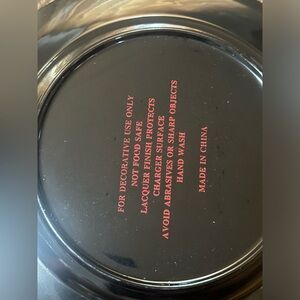 FOR DECORATIVE USE ONLY
NOT FOOD SAFE
LACQUER FINISH PROTECTS
CHARGER SURFACE
AVOID ABRASIVES OR SHARP OBJECTS
HAND WASH
MADE IN CHINA